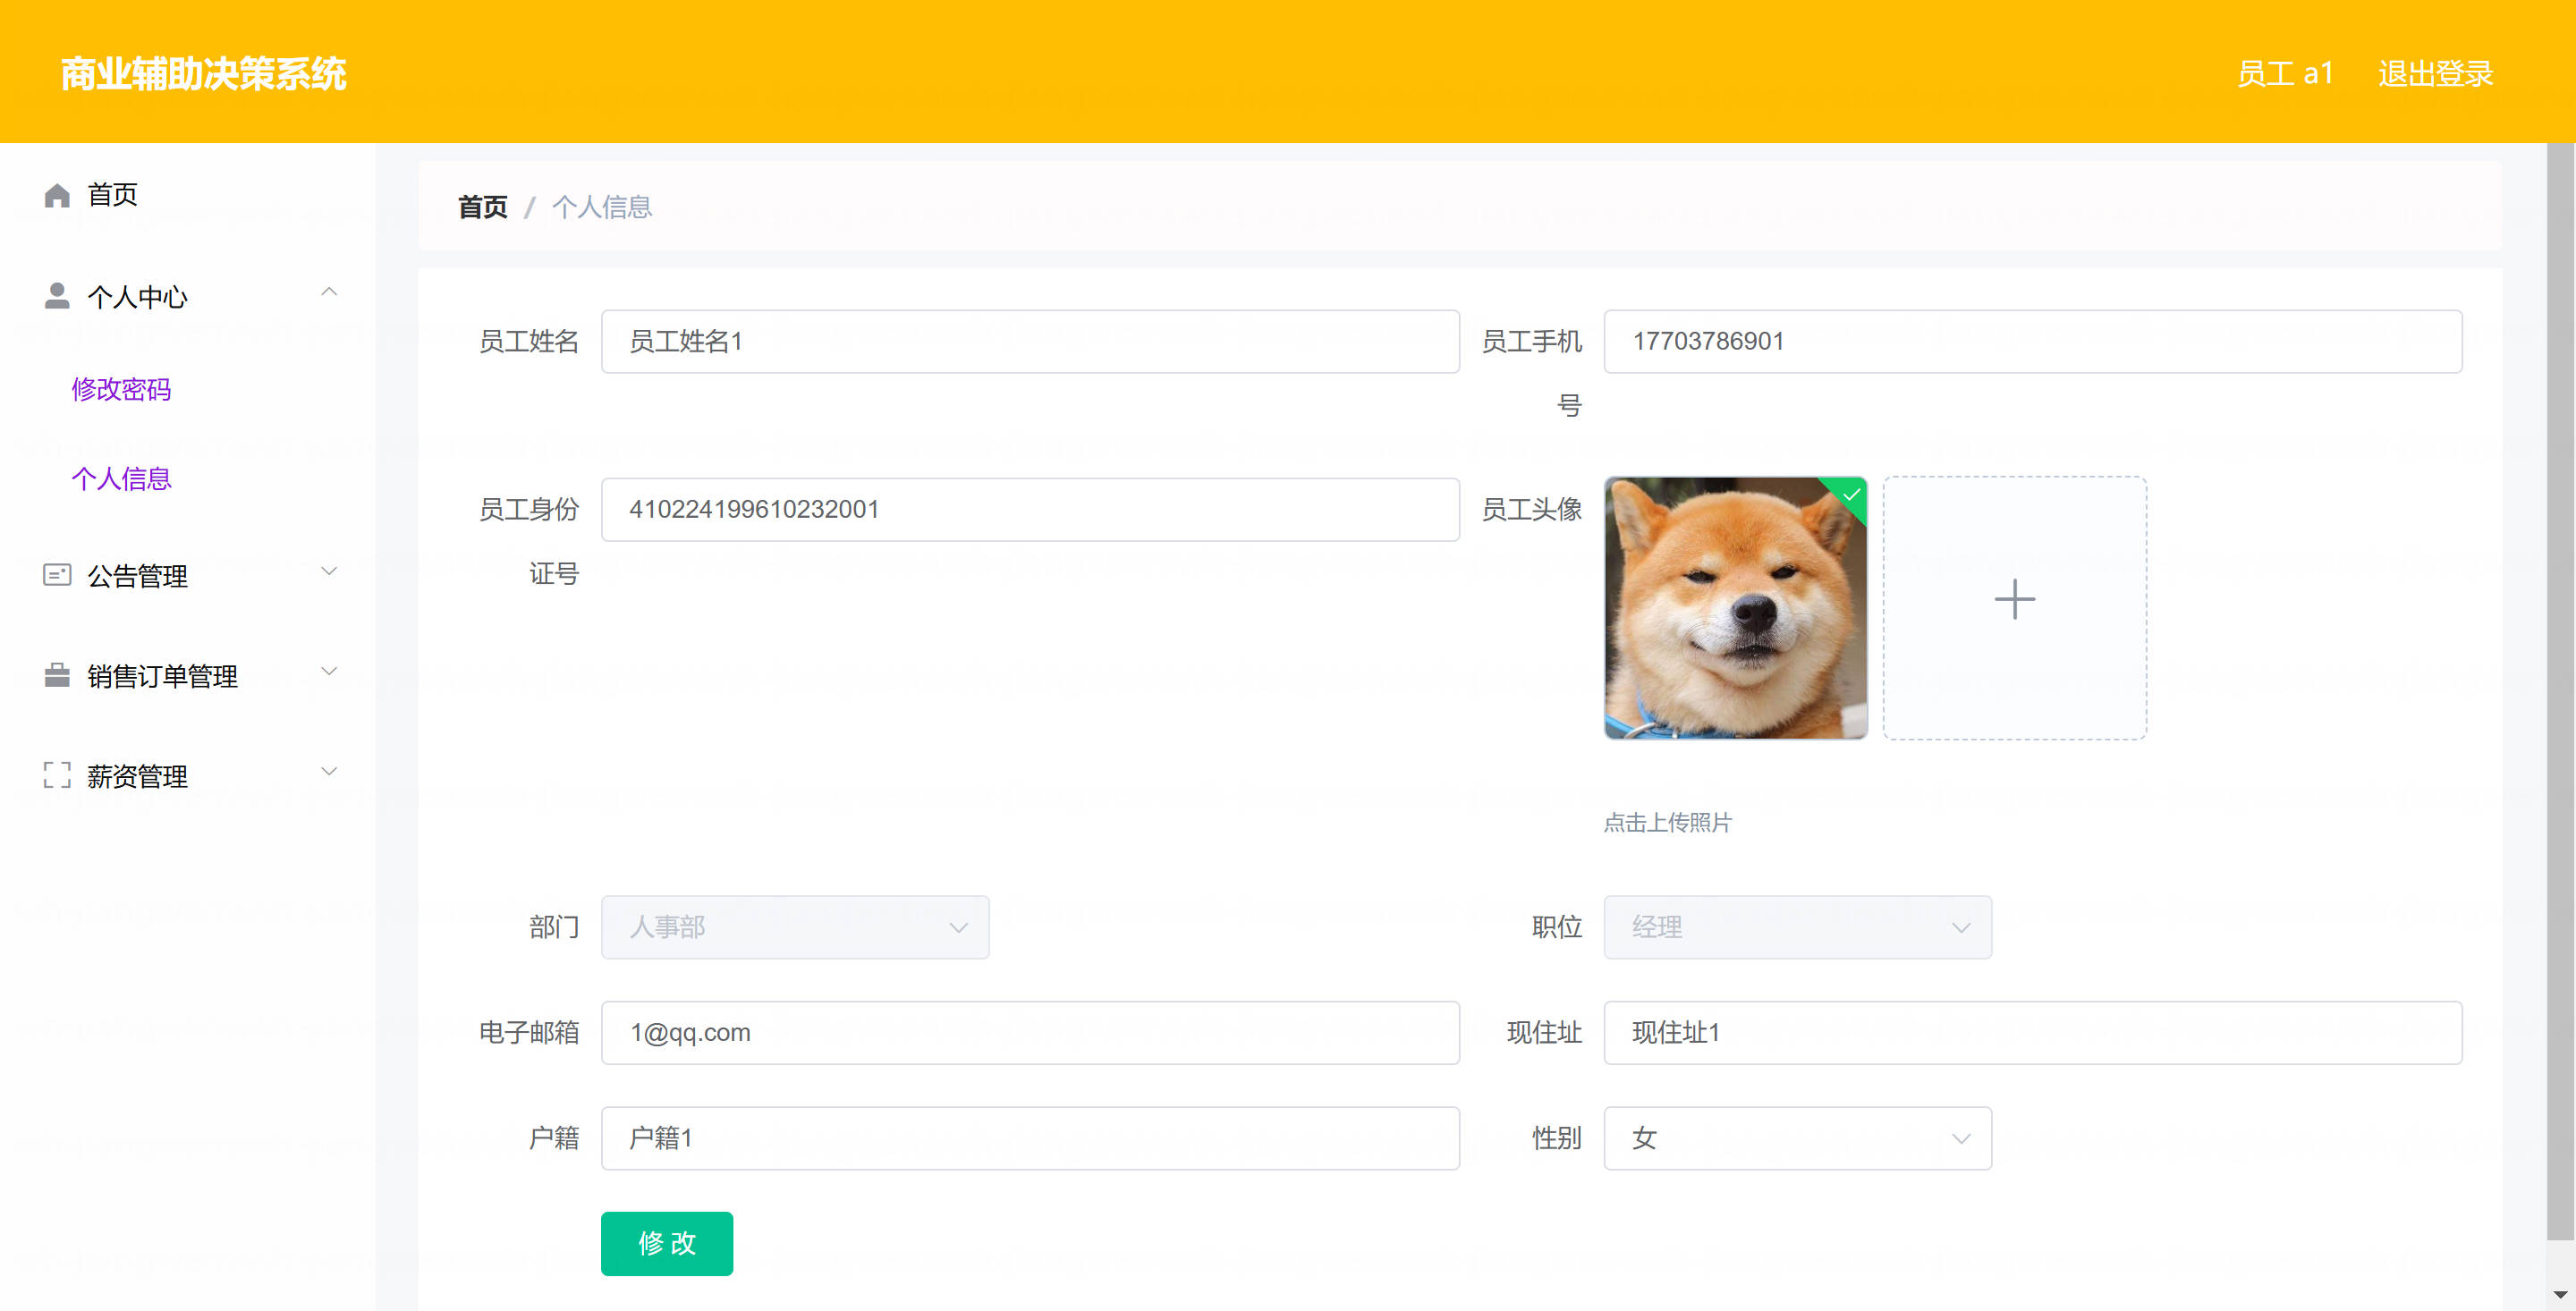 商业辅助决策系统
员工 a1 退出登录
首页
个人中心
修改密码
个人信息
公告管理
销售订单管理
薪资管理
首页 / 个人信息
员工姓名 员工姓名1
员工手机号 17703786901
员工身份证号 410224199610232001
员工头像
点击上传照片
部门 人事部
职位 经理
电子邮箱 1@qq.com
现住址 现住址1
户籍 户籍1
性别 女
修 改